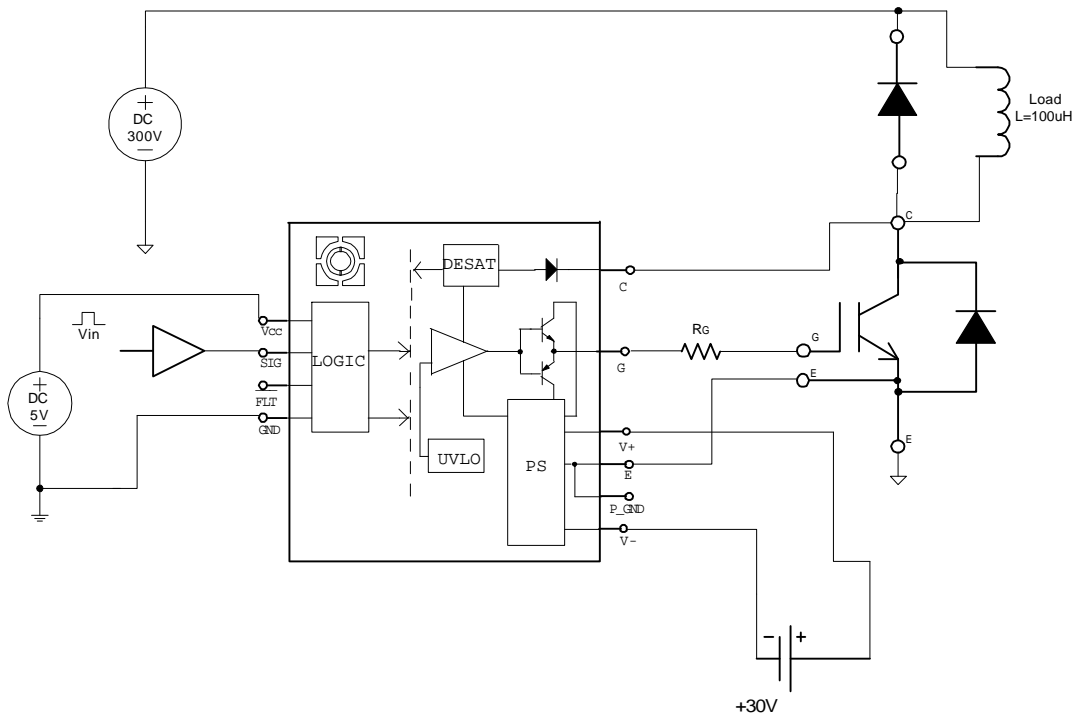 DC
300V
Load
L=100uH
C
DESAT
C
Vin
Vcc
LOGIC
SIG
RG
G
G
E
DC
5V
FLT
GND
V+
UVLO
PS
E
E
P_GND
V-
- +
+30V